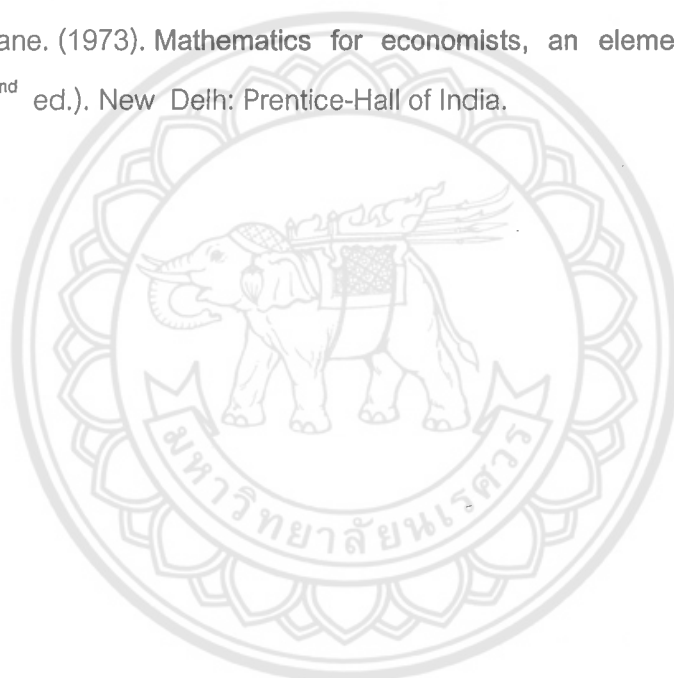 ane. (1973). Mathematics for economists, an eleme
nd ed.). New Delh: Prentice-Hall of India.
มหาวิทยาลัยนเรศวร